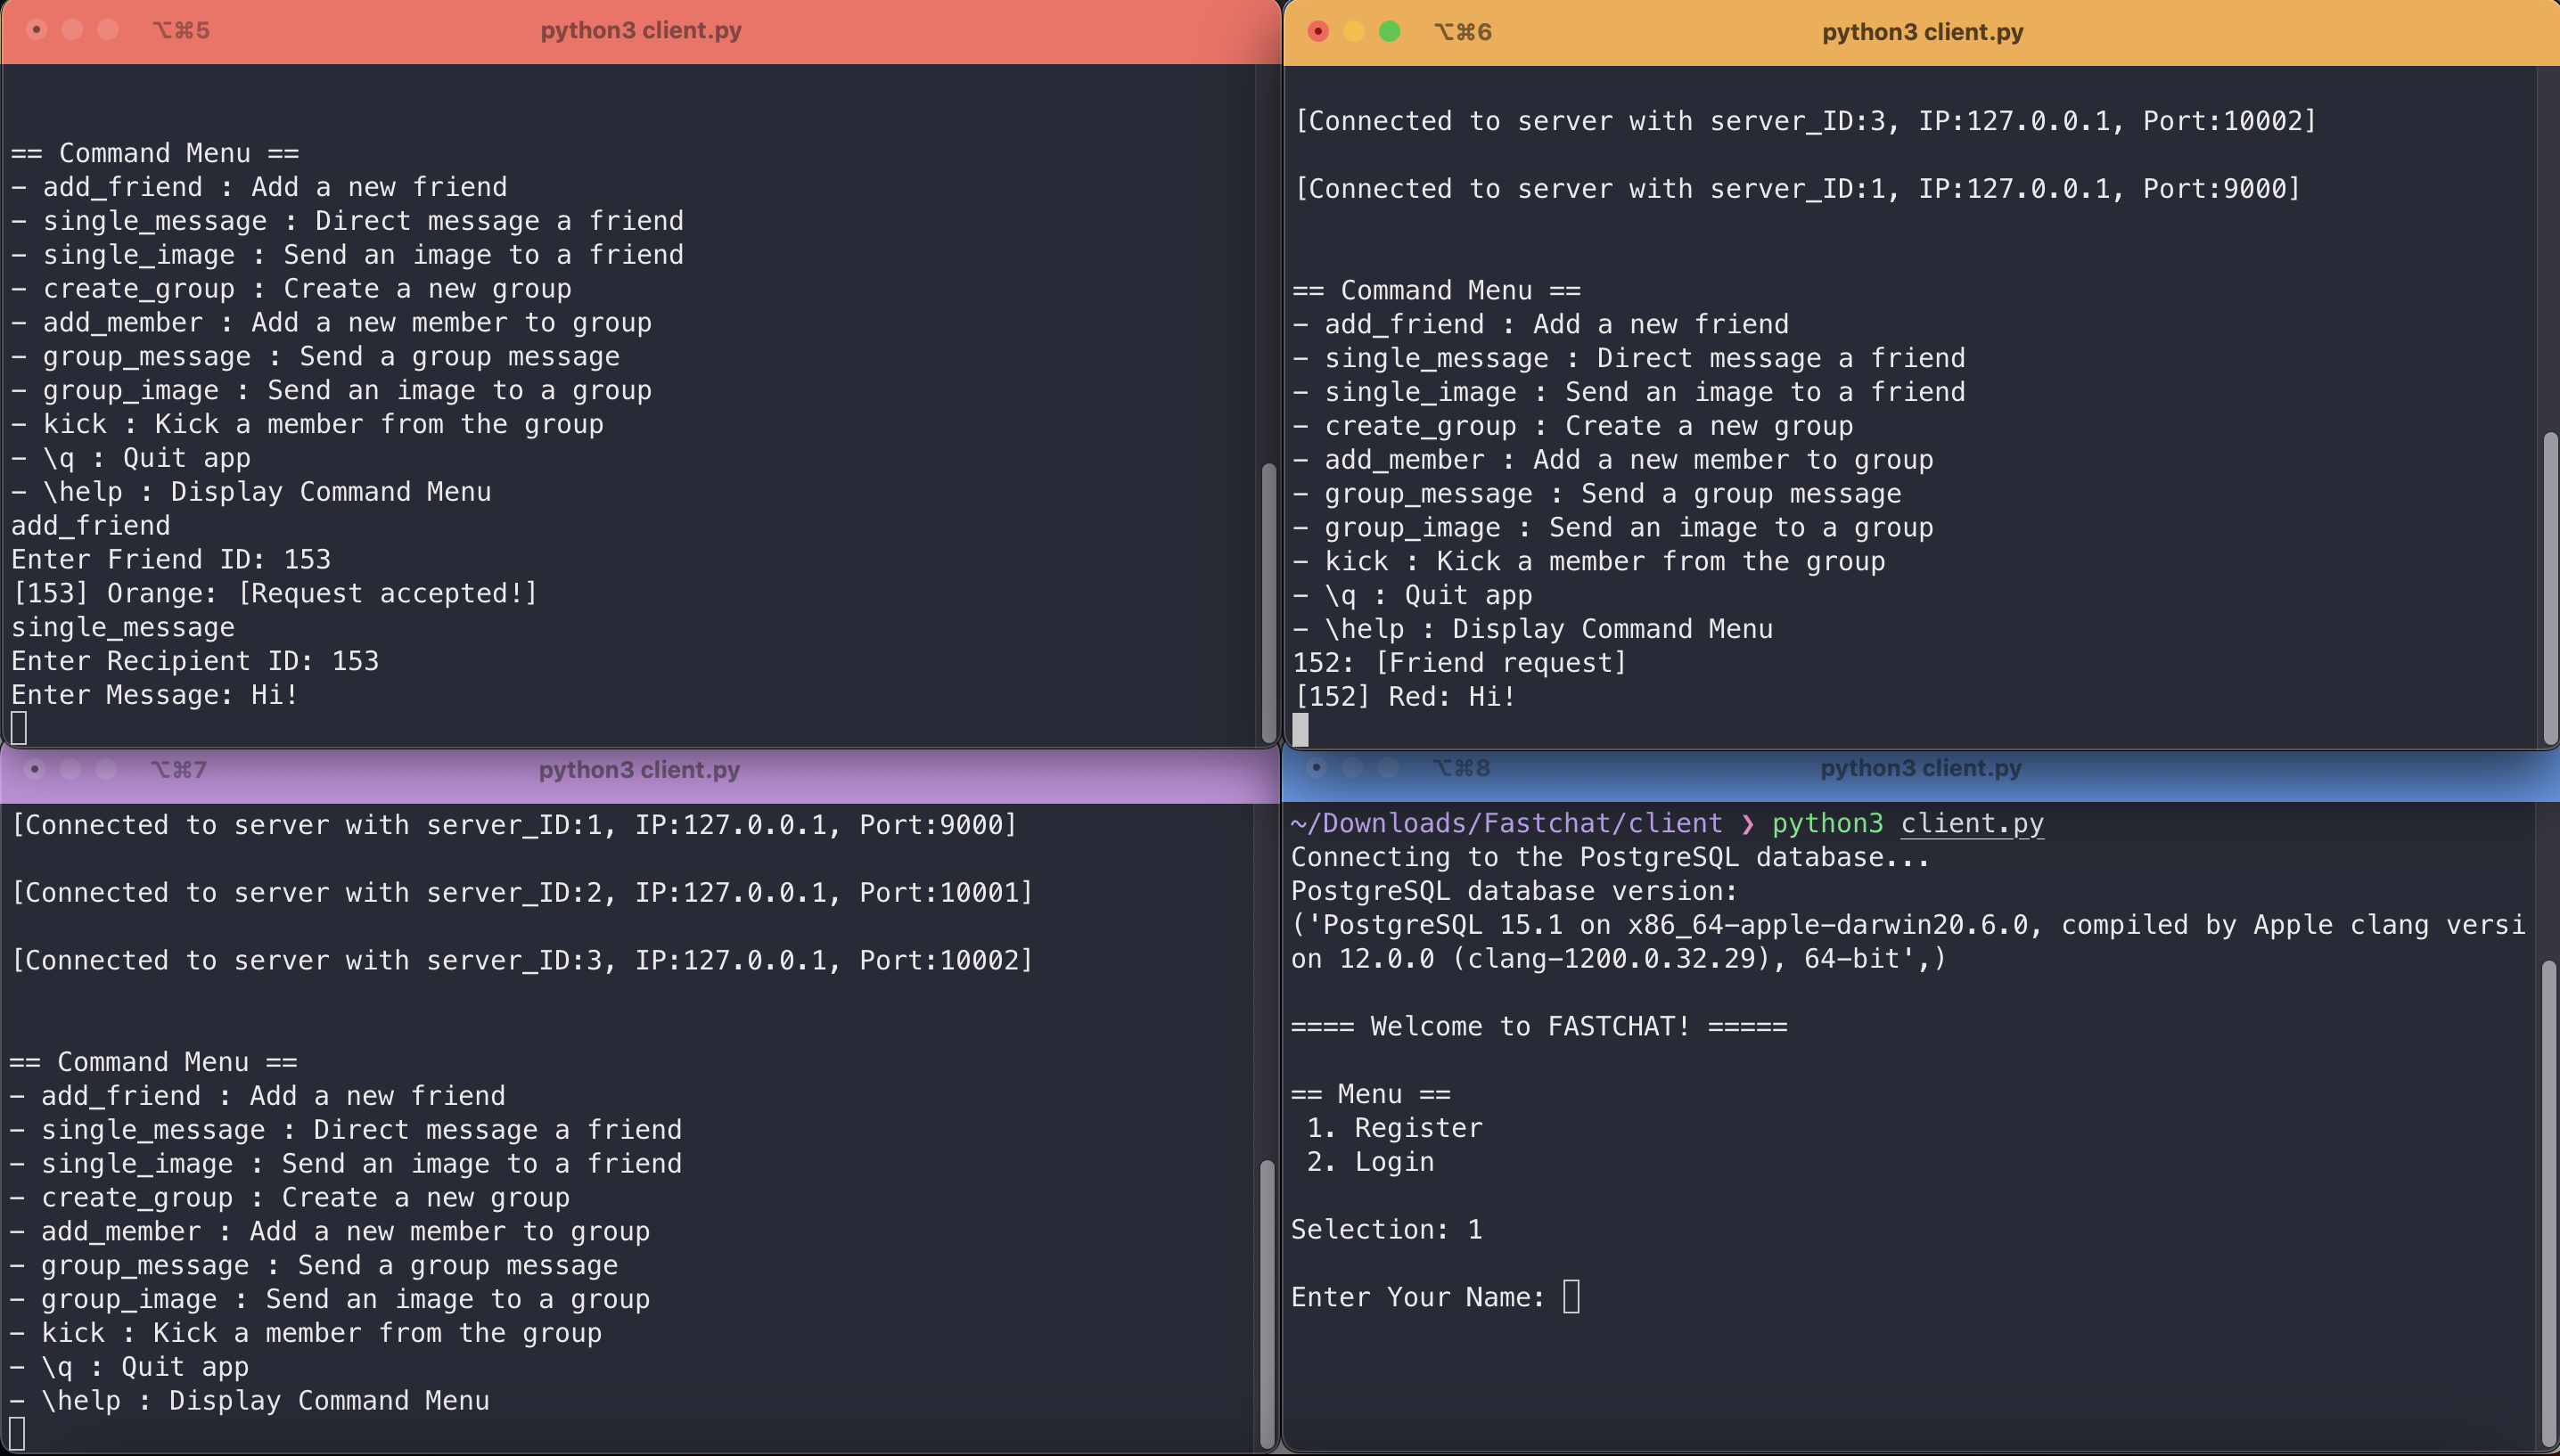 ⌥⌘5
python3 client.py
== Command Menu ==
- add_friend : Add a new friend
- single_message : Direct message a friend
- single_image : Send an image to a friend
- create_group : Create a new group
- add_member : Add a new member to group
- group_message : Send a group message
- group_image : Send an image to a group
- kick : Kick a member from the group
- \q : Quit app
- \help : Display Command Menu
add_friend
Enter Friend ID: 153
[153] Orange: [Request accepted!]
single_message
Enter Recipient ID: 153
Enter Message: Hi!
⌥⌘6
python3 client.py
[Connected to server with server_ID:3, IP:127.0.0.1, Port:10002]
[Connected to server with server_ID:1, IP:127.0.0.1, Port:9000]
== Command Menu ==
- add_friend : Add a new friend
- single_message : Direct message a friend
- single_image : Send an image to a friend
- create_group : Create a new group
- add_member : Add a new member to group
- group_message : Send a group message
- group_image : Send an image to a group
- kick : Kick a member from the group
- \q : Quit app
- \help : Display Command Menu
152: [Friend request]
[152] Red: Hi!
⌥⌘7
python3 client.py
[Connected to server with server_ID:1, IP:127.0.0.1, Port:9000]
[Connected to server with server_ID:2, IP:127.0.0.1, Port:10001]
[Connected to server with server_ID:3, IP:127.0.0.1, Port:10002]
== Command Menu ==
- add_friend : Add a new friend
- single_message : Direct message a friend
- single_image : Send an image to a friend
- create_group : Create a new group
- add_member : Add a new member to group
- group_message : Send a group message
- group_image : Send an image to a group
- kick : Kick a member from the group
- \q : Quit app
- \help : Display Command Menu
⌥⌘8
python3 client.py
~/Downloads/Fastchat/client ❯ python3 client.py
Connecting to the PostgreSQL database...
PostgreSQL database version:
('PostgreSQL 15.1 on x86_64-apple-darwin20.6.0, compiled by Apple clang versi
on 12.0.0 (clang-1200.0.32.29), 64-bit',)
==== Welcome to FASTCHAT! =====
== Menu ==
1. Register
2. Login
Selection: 1
Enter Your Name: